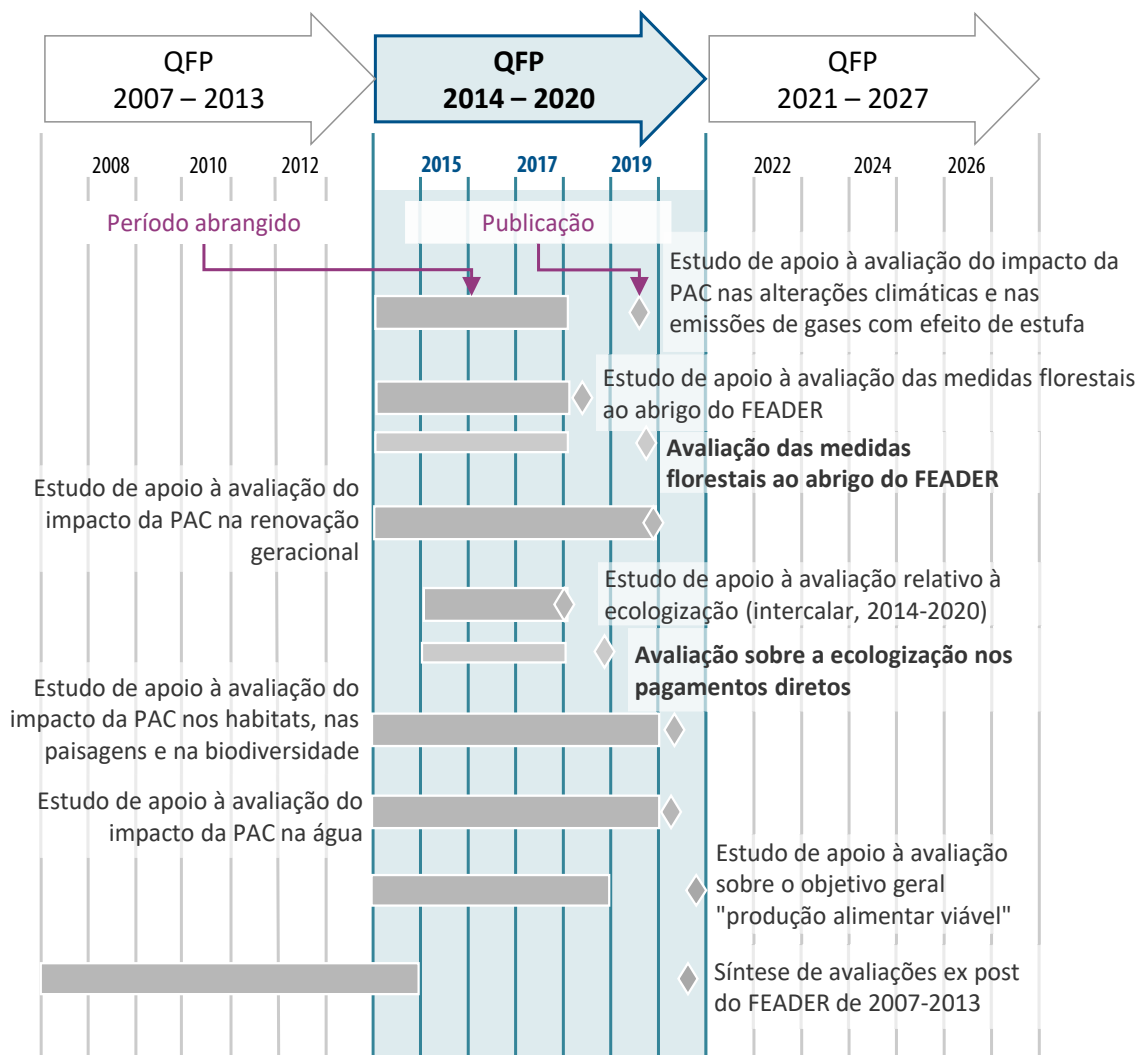 QFP
2007 – 2013
QFP
2014 – 2020
QFP
2021 – 2027
2008
2010
2012
2015
2017
2019
2022
2024
2026
Período abrangido
Publicação
Estudo de apoio à avaliação do impacto da
PAC nas alterações climáticas e nas
emissões de gases com efeito de estufa
Estudo de apoio à avaliação das medidas florestais
ao abrigo do FEADER
Avaliação das medidas
florestais ao abrigo do FEADER
Estudo de apoio à avaliação do
impacto da PAC na renovação
geracional
Estudo de apoio à avaliação relativo à
ecologização (intercalar, 2014-2020)
Avaliação sobre a ecologização nos
pagamentos diretos
Estudo de apoio à avaliação do
impacto da PAC nos habitats, nas
paisagens e na biodiversidade
Estudo de apoio à avaliação do
impacto da PAC na água
Estudo de apoio à avaliação
sobre o objetivo geral
"produção alimentar viável"
Síntese de avaliações ex post
do FEADER de 2007-2013